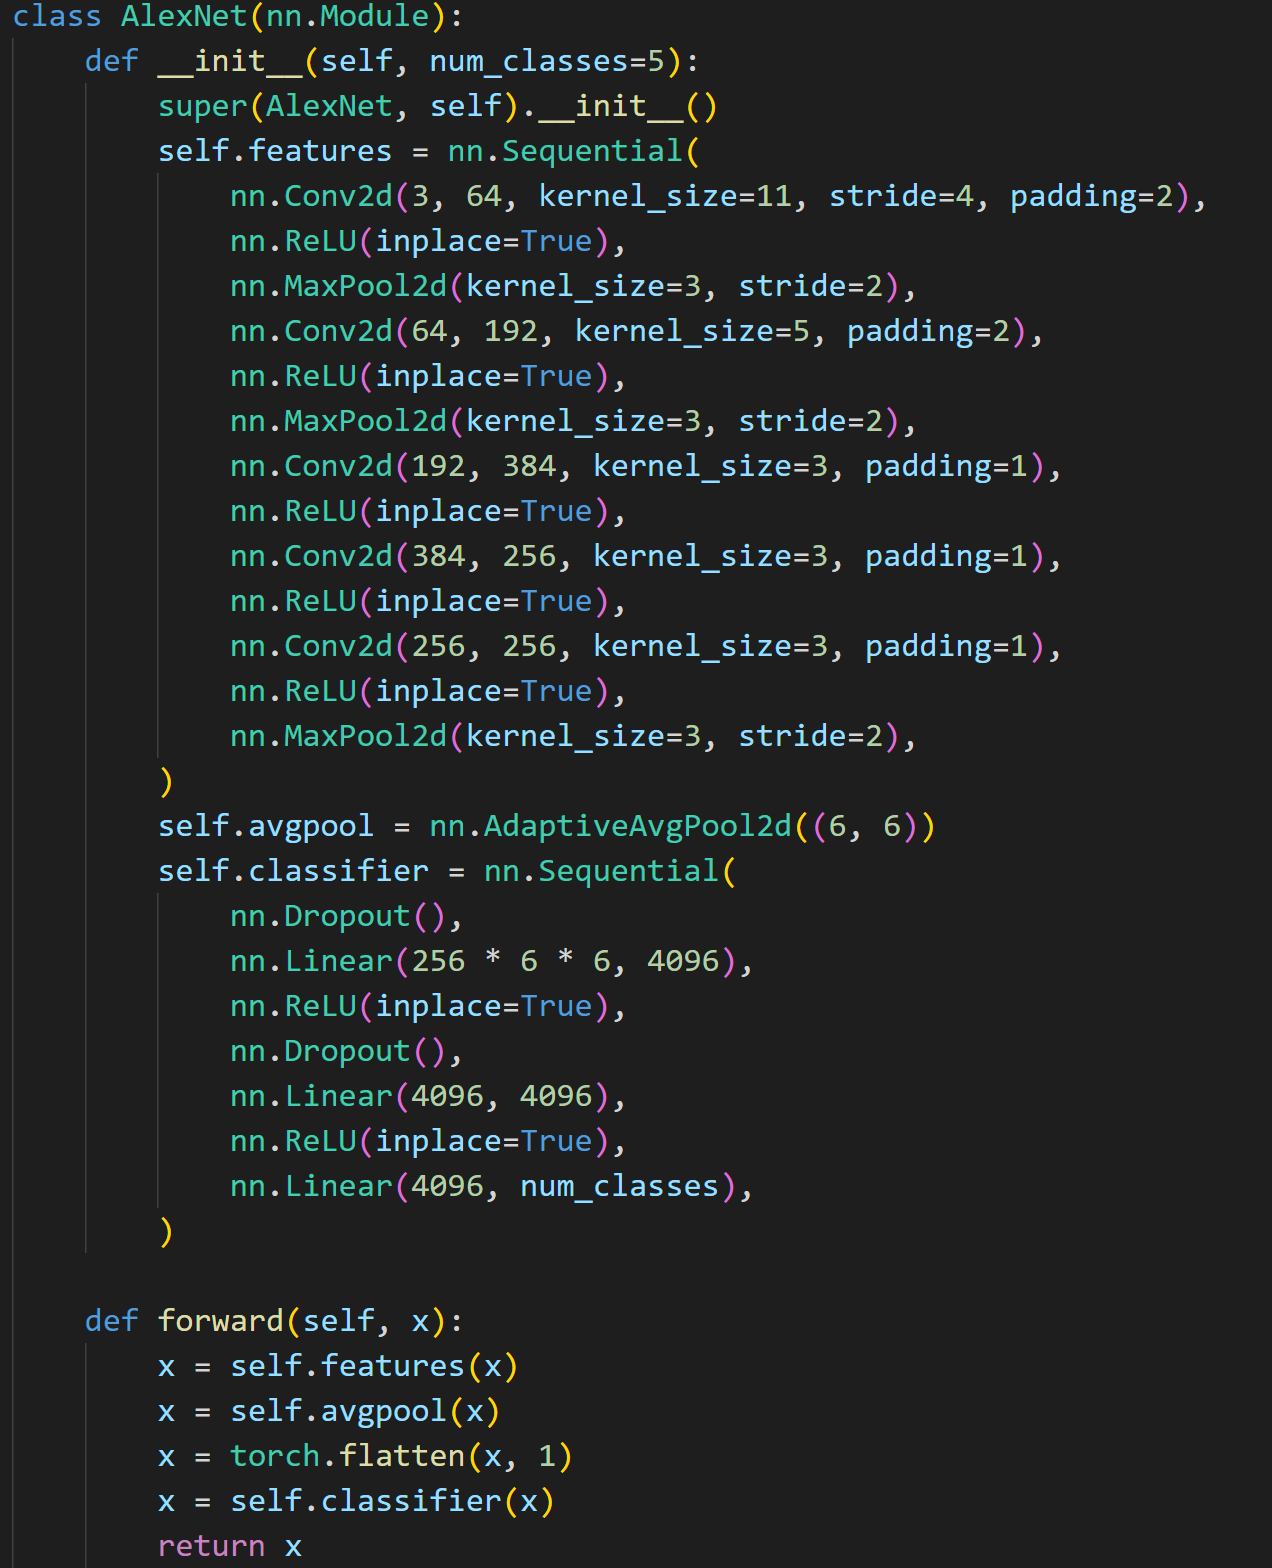 class AlexNet(nn.Module):
    def __init__(self, num_classes=5):
        super(AlexNet, self).__init__()
        self.features = nn.Sequential(
            nn.Conv2d(3, 64, kernel_size=11, stride=4, padding=2),
            nn.ReLU(inplace=True),
            nn.MaxPool2d(kernel_size=3, stride=2),
            nn.Conv2d(64, 192, kernel_size=5, padding=2),
            nn.ReLU(inplace=True),
            nn.MaxPool2d(kernel_size=3, stride=2),
            nn.Conv2d(192, 384, kernel_size=3, padding=1),
            nn.ReLU(inplace=True),
            nn.Conv2d(384, 256, kernel_size=3, padding=1),
            nn.ReLU(inplace=True),
            nn.Conv2d(256, 256, kernel_size=3, padding=1),
            nn.ReLU(inplace=True),
            nn.MaxPool2d(kernel_size=3, stride=2),
        )
        self.avgpool = nn.AdaptiveAvgPool2d((6, 6))
        self.classifier = nn.Sequential(
            nn.Dropout(),
            nn.Linear(256 * 6 * 6, 4096),
            nn.ReLU(inplace=True),
            nn.Dropout(),
            nn.Linear(4096, 4096),
            nn.ReLU(inplace=True),
            nn.Linear(4096, num_classes),
        )

    def forward(self, x):
        x = self.features(x)
        x = self.avgpool(x)
        x = torch.flatten(x, 1)
        x = self.classifier(x)
        return x